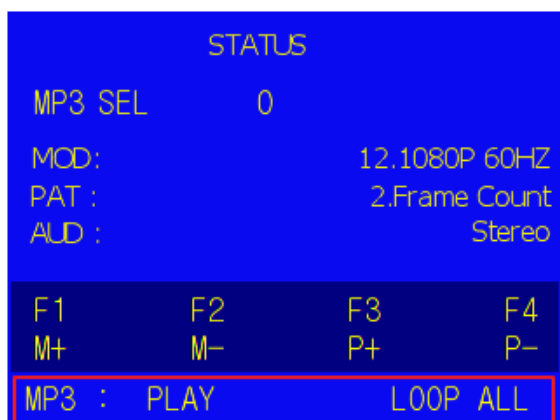 STATUS
MP3 SEL 0
MOD: 12.1080P 60HZ
PAT : 2.Frame Count
AUD : Stereo
F1 F2 F3 F4
M+ M- P+ P-
MP3 : PLAY LOOP ALL